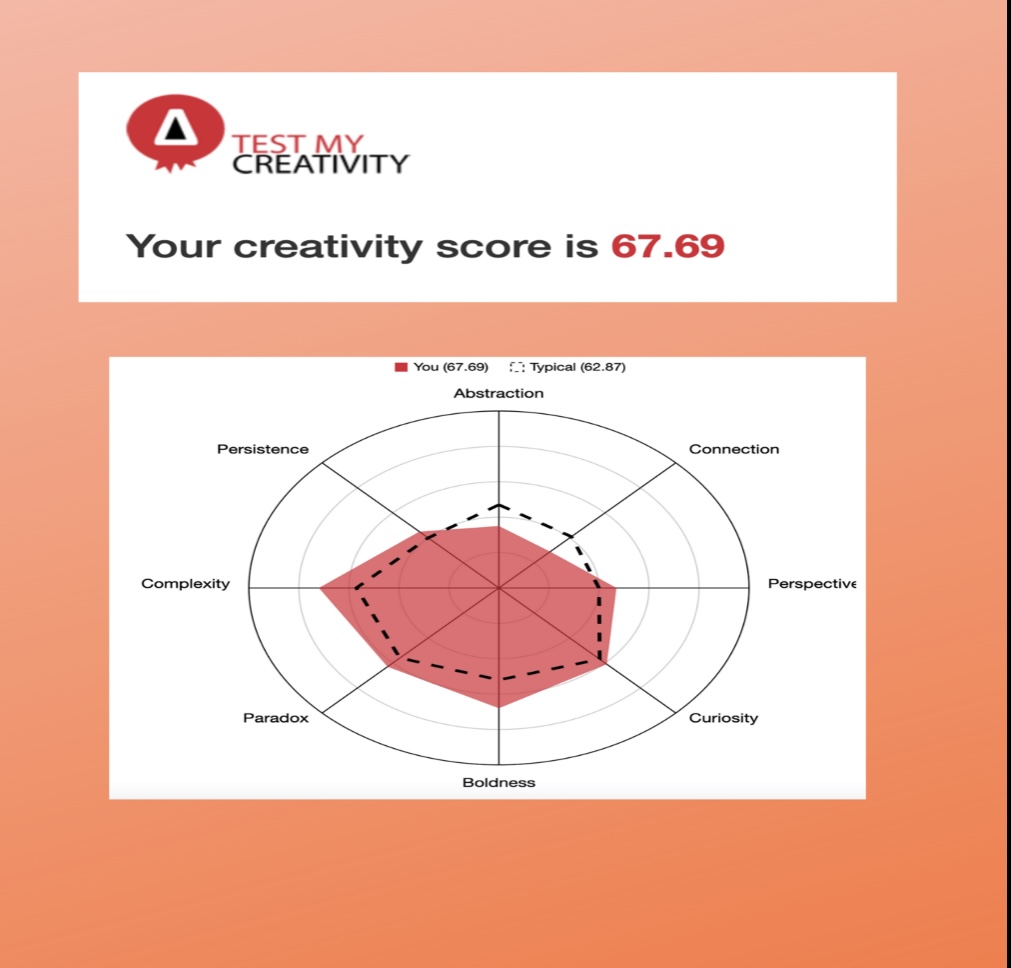 TEST MY
CREATIVITY
Your creativity score is 67.69
You (67.69) Typical (62.87)
Abstraction
Persistence Connection
Complexity Perspective
Paradox Curiosity
Boldness